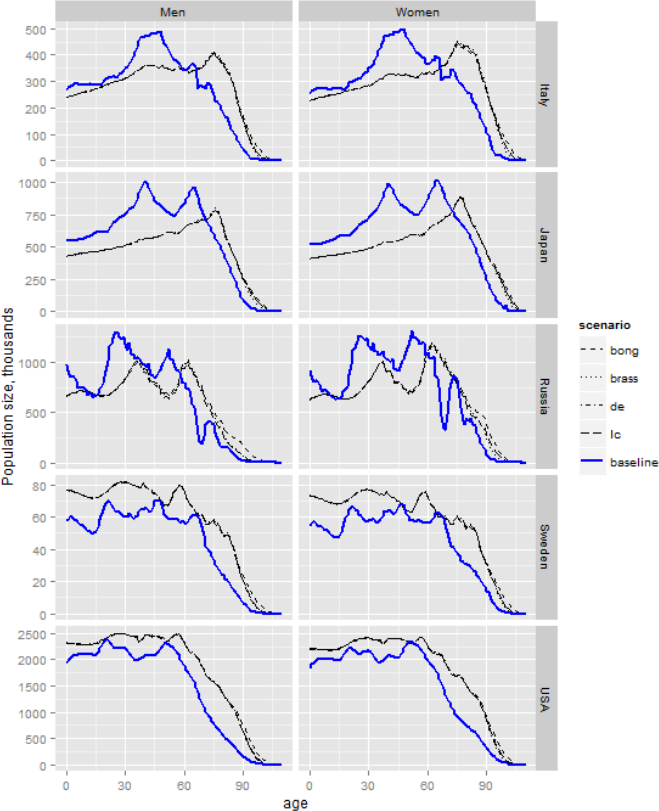 Men
Women
500
400
300
200
100
0
Italy
1000
750
500
250
0
Japan
1000
500
0
Russia
80
60
40
20
0
Sweden
2500
2000
1500
1000
500
0
USA
0
30
60
90
0
30
60
90
age
Population size, thousands
scenario
bong
brass
de
lc
baseline